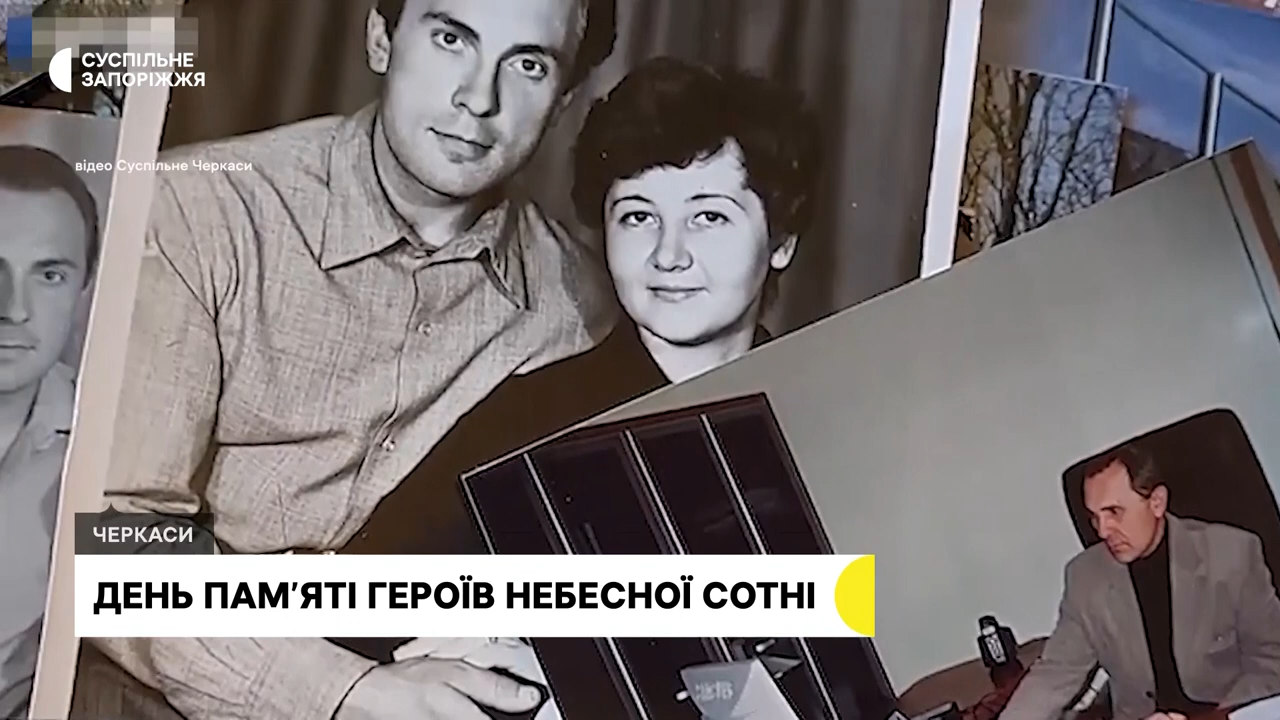 СУСПІЛЬНЕ
ЗАПОРІЖЖЯ
відео Суспільне Черкаси
ЧЕРКАСИ
ДЕНЬ ПАМ’ЯТІ ГЕРОЇВ НЕБЕСНОЇ СОТНІ